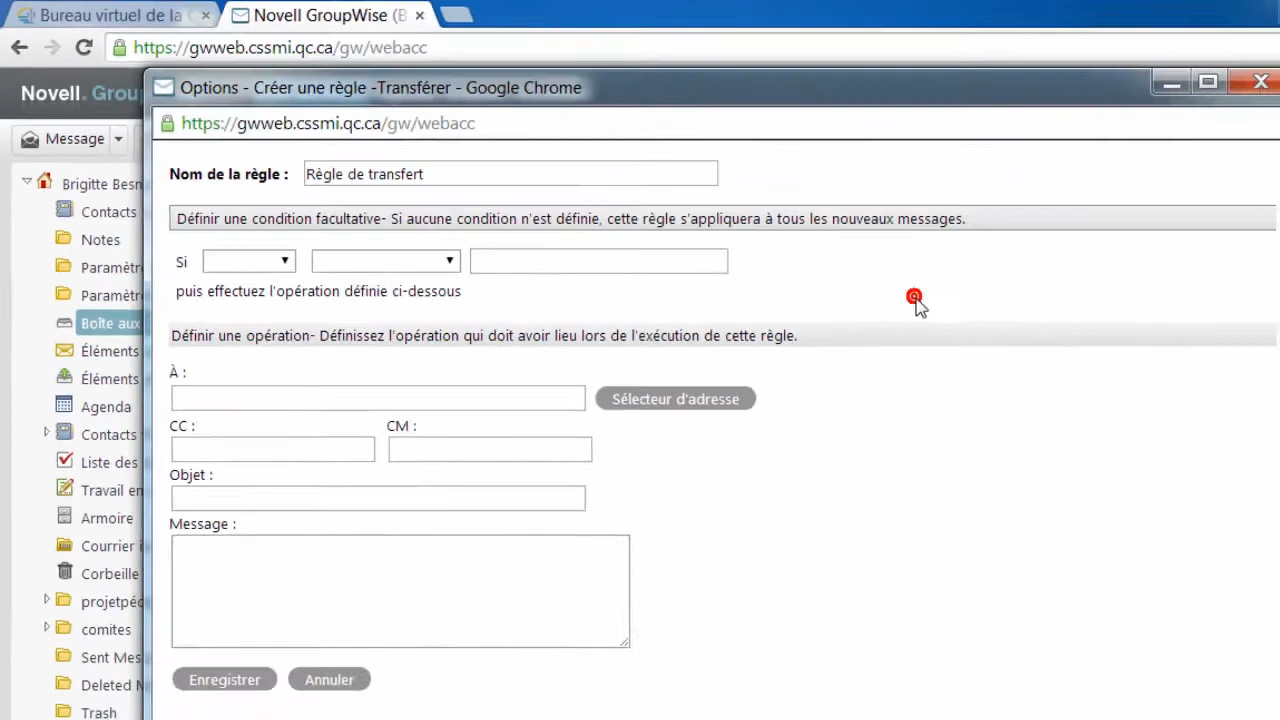 Bureau virtuel de la
Novell GroupWise (B
https://gwweb.cssmi.qc.ca/gw/webacc
Novell. Grou
Options - Créer une règle -Transférer - Google Chrome
https://gwweb.cssmi.qc.ca/gw/webacc
Message
Brigitte Besn
Contacts
Notes
Paramètre
Paramètre
Boîte aux
Éléments
Éléments
Agenda
Contacts
Liste des
Travail en
Armoire
Courrier i
Corbeille
projetpéd
comites
Sent Mes
Deleted
Trash
Nom de la règle : Règle de transfert
Définir une condition facultative- Si aucune condition n'est définie, cette règle s'appliquera à tous les nouveaux messages.
Si
puis effectuez l'opération définie ci-dessous
Définir une opération- Définissez l'opération qui doit avoir lieu lors de l'exécution de cette règle.
À :
Sélecteur d'adresse
CC : CM :
Objet :
Message :
Enregistrer Annuler